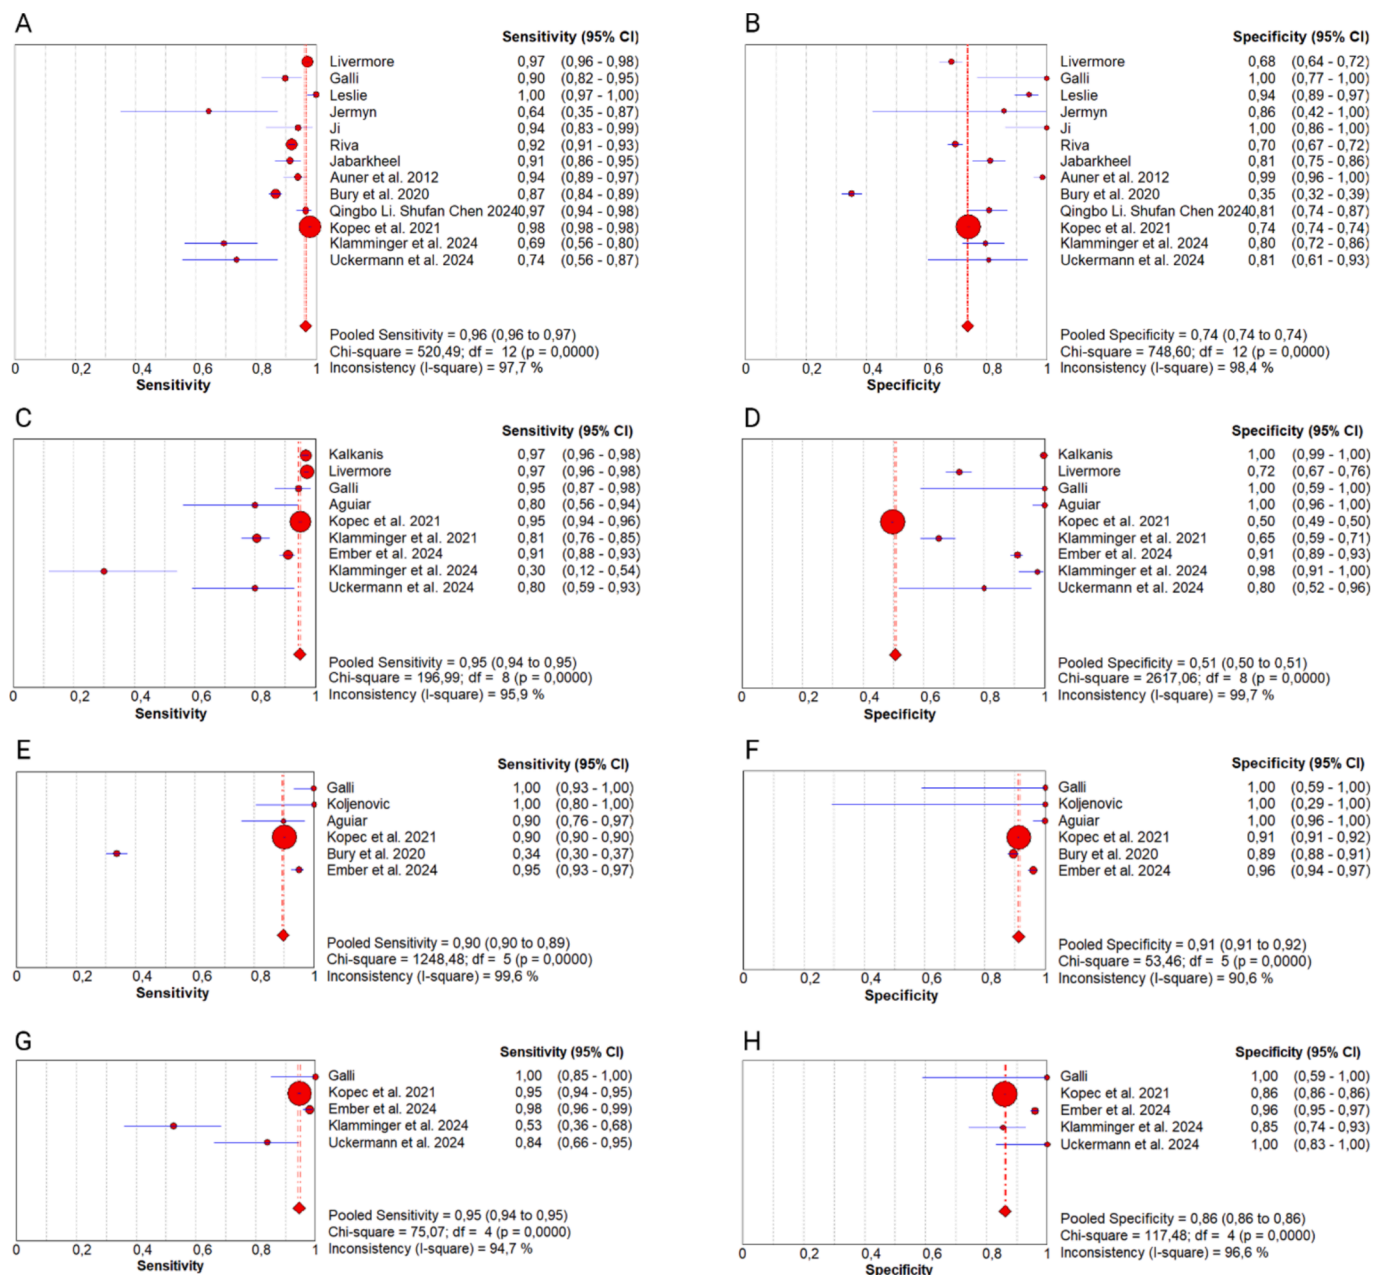 A
Sensitivity (95% CI)
Livermore 0,97 (0,96 - 0,98)
Galli 0,90 (0,82 - 0,95)
Leslie 1,00 (0,97 - 1,00)
Jermyn 0,64 (0,35 - 0,87)
Ji 0,94 (0,83 - 0,99)
Riva 0,92 (0,91 - 0,93)
Jabarkheel 0,91 (0,86 - 0,95)
Auner et al. 2012 0,94 (0,89 - 0,97)
Bury et al. 2020 0,87 (0,84 - 0,89)
Qingbo Li. Shufan Chen 2024 0,97 (0,94 - 0,98)
Kopec et al. 2021 0,98 (0,98 - 0,98)
Klamminger et al. 2024 0,69 (0,56 - 0,80)
Uckermann et al. 2024 0,74 (0,56 - 0,87)
Pooled Sensitivity = 0,96 (0,96 to 0,97)
Chi-square = 520,49; df = 12 (p = 0,0000)
Inconsistency (I-square) = 97,7 %
0 0,2 0,4 0,6 0,8 1
Sensitivity
B
Specificity (95% CI)
Livermore 0,68 (0,64 - 0,72)
Galli 1,00 (0,77 - 1,00)
Leslie 0,94 (0,89 - 0,97)
Jermyn 0,86 (0,42 - 1,00)
Ji 1,00 (0,86 - 1,00)
Riva 0,70 (0,67 - 0,72)
Jabarkheel 0,81 (0,75 - 0,86)
Auner et al. 2012 0,99 (0,96 - 1,00)
Bury et al. 2020 0,35 (0,32 - 0,39)
Qingbo Li. Shufan Chen 2024 0,81 (0,74 - 0,87)
Kopec et al. 2021 0,74 (0,74 - 0,74)
Klamminger et al. 2024 0,80 (0,72 - 0,86)
Uckermann et al. 2024 0,81 (0,61 - 0,93)
Pooled Specificity = 0,74 (0,74 to 0,74)
Chi-square = 748,60; df = 12 (p = 0,0000)
Inconsistency (I-square) = 98,4 %
0 0,2 0,4 0,6 0,8 1
Specificity
C
Sensitivity (95% CI)
Kalkanis 0,97 (0,96 - 0,98)
Livermore 0,97 (0,96 - 0,98)
Galli 0,95 (0,87 - 0,98)
Aguiar 0,80 (0,56 - 0,94)
Kopec et al. 2021 0,95 (0,94 - 0,96)
Klamminger et al. 2021 0,81 (0,76 - 0,85)
Ember et al. 2024 0,91 (0,88 - 0,93)
Klamminger et al. 2024 0,30 (0,12 - 0,54)
Uckermann et al. 2024 0,80 (0,59 - 0,93)
Pooled Sensitivity = 0,95 (0,94 to 0,95)
Chi-square = 196,99; df = 8 (p = 0,0000)
Inconsistency (I-square) = 95,9 %
0 0,2 0,4 0,6 0,8 1
Sensitivity
D
Specificity (95% CI)
Kalkanis 1,00 (0,99 - 1,00)
Livermore 0,72 (0,67 - 0,76)
Galli 1,00 (0,59 - 1,00)
Aguiar 1,00 (0,96 - 1,00)
Kopec et al. 2021 0,50 (0,49 - 0,50)
Klamminger et al. 2021 0,65 (0,59 - 0,71)
Ember et al. 2024 0,91 (0,89 - 0,93)
Klamminger et al. 2024 0,98 (0,91 - 1,00)
Uckermann et al. 2024 0,80 (0,52 - 0,96)
Pooled Specificity = 0,51 (0,50 to 0,51)
Chi-square = 2617,06; df = 8 (p = 0,0000)
Inconsistency (I-square) = 99,7 %
0 0,2 0,4 0,6 0,8 1
Specificity
E
Sensitivity (95% CI)
Galli 1,00 (0,93 - 1,00)
Koljenovic 1,00 (0,80 - 1,00)
Aguiar 0,90 (0,76 - 0,97)
Kopec et al. 2021 0,90 (0,90 - 0,90)
Bury et al. 2020 0,34 (0,30 - 0,37)
Ember et al. 2024 0,95 (0,93 - 0,97)
Pooled Sensitivity = 0,90 (0,90 to 0,89)
Chi-square = 1248,48; df = 5 (p = 0,0000)
Inconsistency (I-square) = 99,6 %
0 0,2 0,4 0,6 0,8 1
Sensitivity
F
Specificity (95% CI)
Galli 1,00 (0,59 - 1,00)
Koljenovic 1,00 (0,29 - 1,00)
Aguiar 1,00 (0,96 - 1,00)
Kopec et al. 2021 0,91 (0,91 - 0,92)
Bury et al. 2020 0,89 (0,88 - 0,91)
Ember et al. 2024 0,96 (0,94 - 0,97)
Pooled Specificity = 0,91 (0,91 to 0,92)
Chi-square = 53,46; df = 5 (p = 0,0000)
Inconsistency (I-square) = 90,6 %
0 0,2 0,4 0,6 0,8 1
Specificity
G
Sensitivity (95% CI)
Galli 1,00 (0,85 - 1,00)
Kopec et al. 2021 0,95 (0,94 - 0,95)
Ember et al. 2024 0,98 (0,96 - 0,99)
Klamminger et al. 2024 0,53 (0,36 - 0,68)
Uckermann et al. 2024 0,84 (0,66 - 0,95)
Pooled Sensitivity = 0,95 (0,94 to 0,95)
Chi-square = 75,07; df = 4 (p = 0,0000)
Inconsistency (I-square) = 94,7 %
0 0,2 0,4 0,6 0,8 1
Sensitivity
H
Specificity (95% CI)
Galli 1,00 (0,59 - 1,00)
Kopec et al. 2021 0,86 (0,86 - 0,86)
Ember et al. 2024 0,96 (0,95 - 0,97)
Klamminger et al. 2024 0,85 (0,74 - 0,93)
Uckermann et al. 2024 1,00 (0,83 - 1,00)
Pooled Specificity = 0,86 (0,86 to 0,86)
Chi-square = 117,48; df = 4 (p = 0,0000)
Inconsistency (I-square) = 96,6 %
0 0,2 0,4 0,6 0,8 1
Specificity